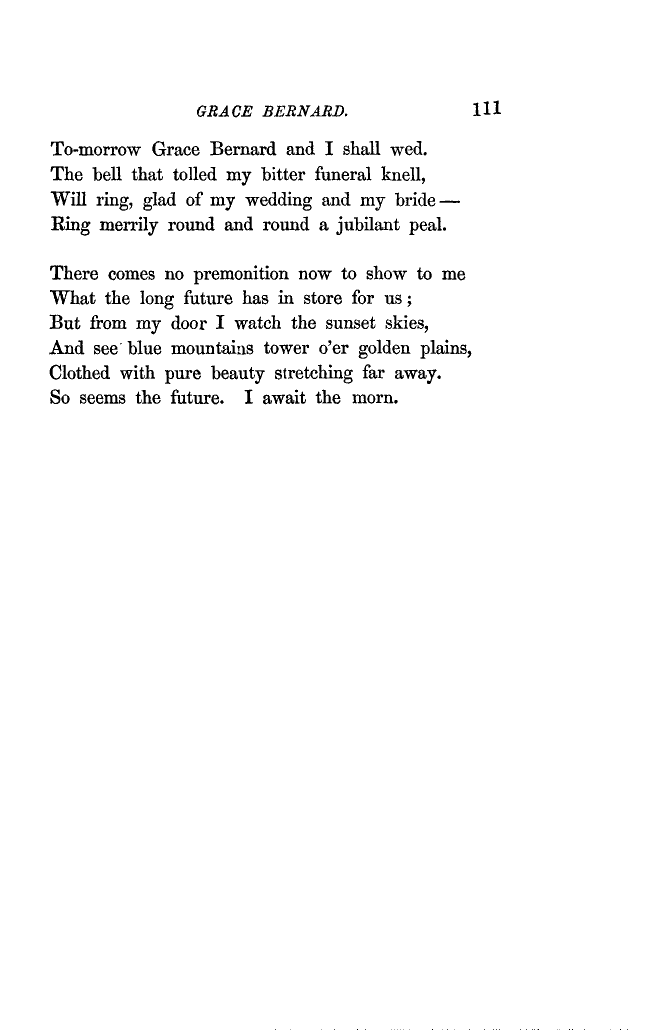 GRACE BERNARD. 111
To-morrow Grace Bernard and I shall wed.
The bell that tolled my bitter funeral knell,
Will ring, glad of my wedding and my bride—
Ring merrily round and round a jubilant peal.

There comes no premonition now to show to me
What the long future has in store for us;
But from my door I watch the sunset skies,
And see blue mountains tower o'er golden plains,
Clothed with pure beauty stretching far away.
So seems the future. I await the morn.